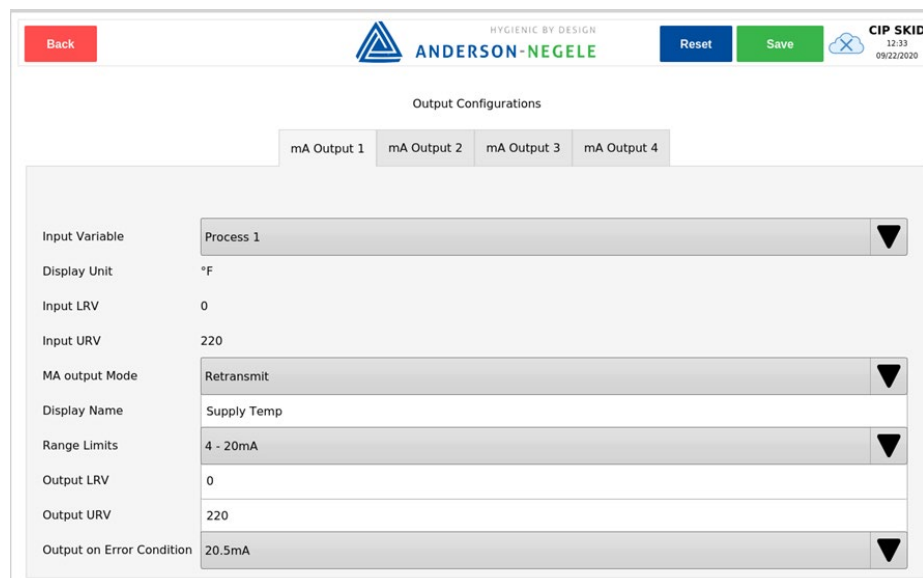 Back
HYGIENIC BY DESIGN
ANDERSON-NEGELE
Reset
Save
CIP SKID
12:33
09/22/2020
Output Configurations
mA Output 1 mA Output 2 mA Output 3 mA Output 4
Input Variable Process 1
Display Unit °F
Input LRV 0
Input URV 220
MA output Mode Retransmit
Display Name Supply Temp
Range Limits 4 - 20mA
Output LRV 0
Output URV 220
Output on Error Condition 20.5mA